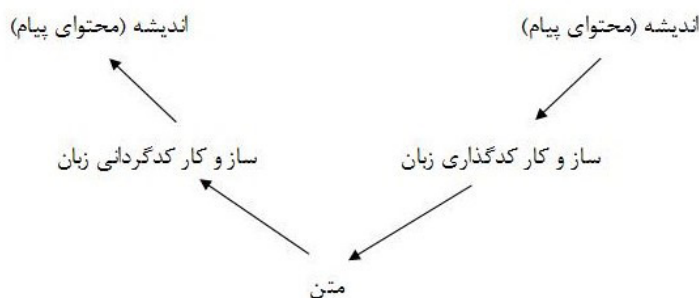 اندیشه (محتوای پیام)
اندیشه (محتوای پیام)
ساز و کار کدگذاری زبان
ساز و کار کدگردانی زبان
متن